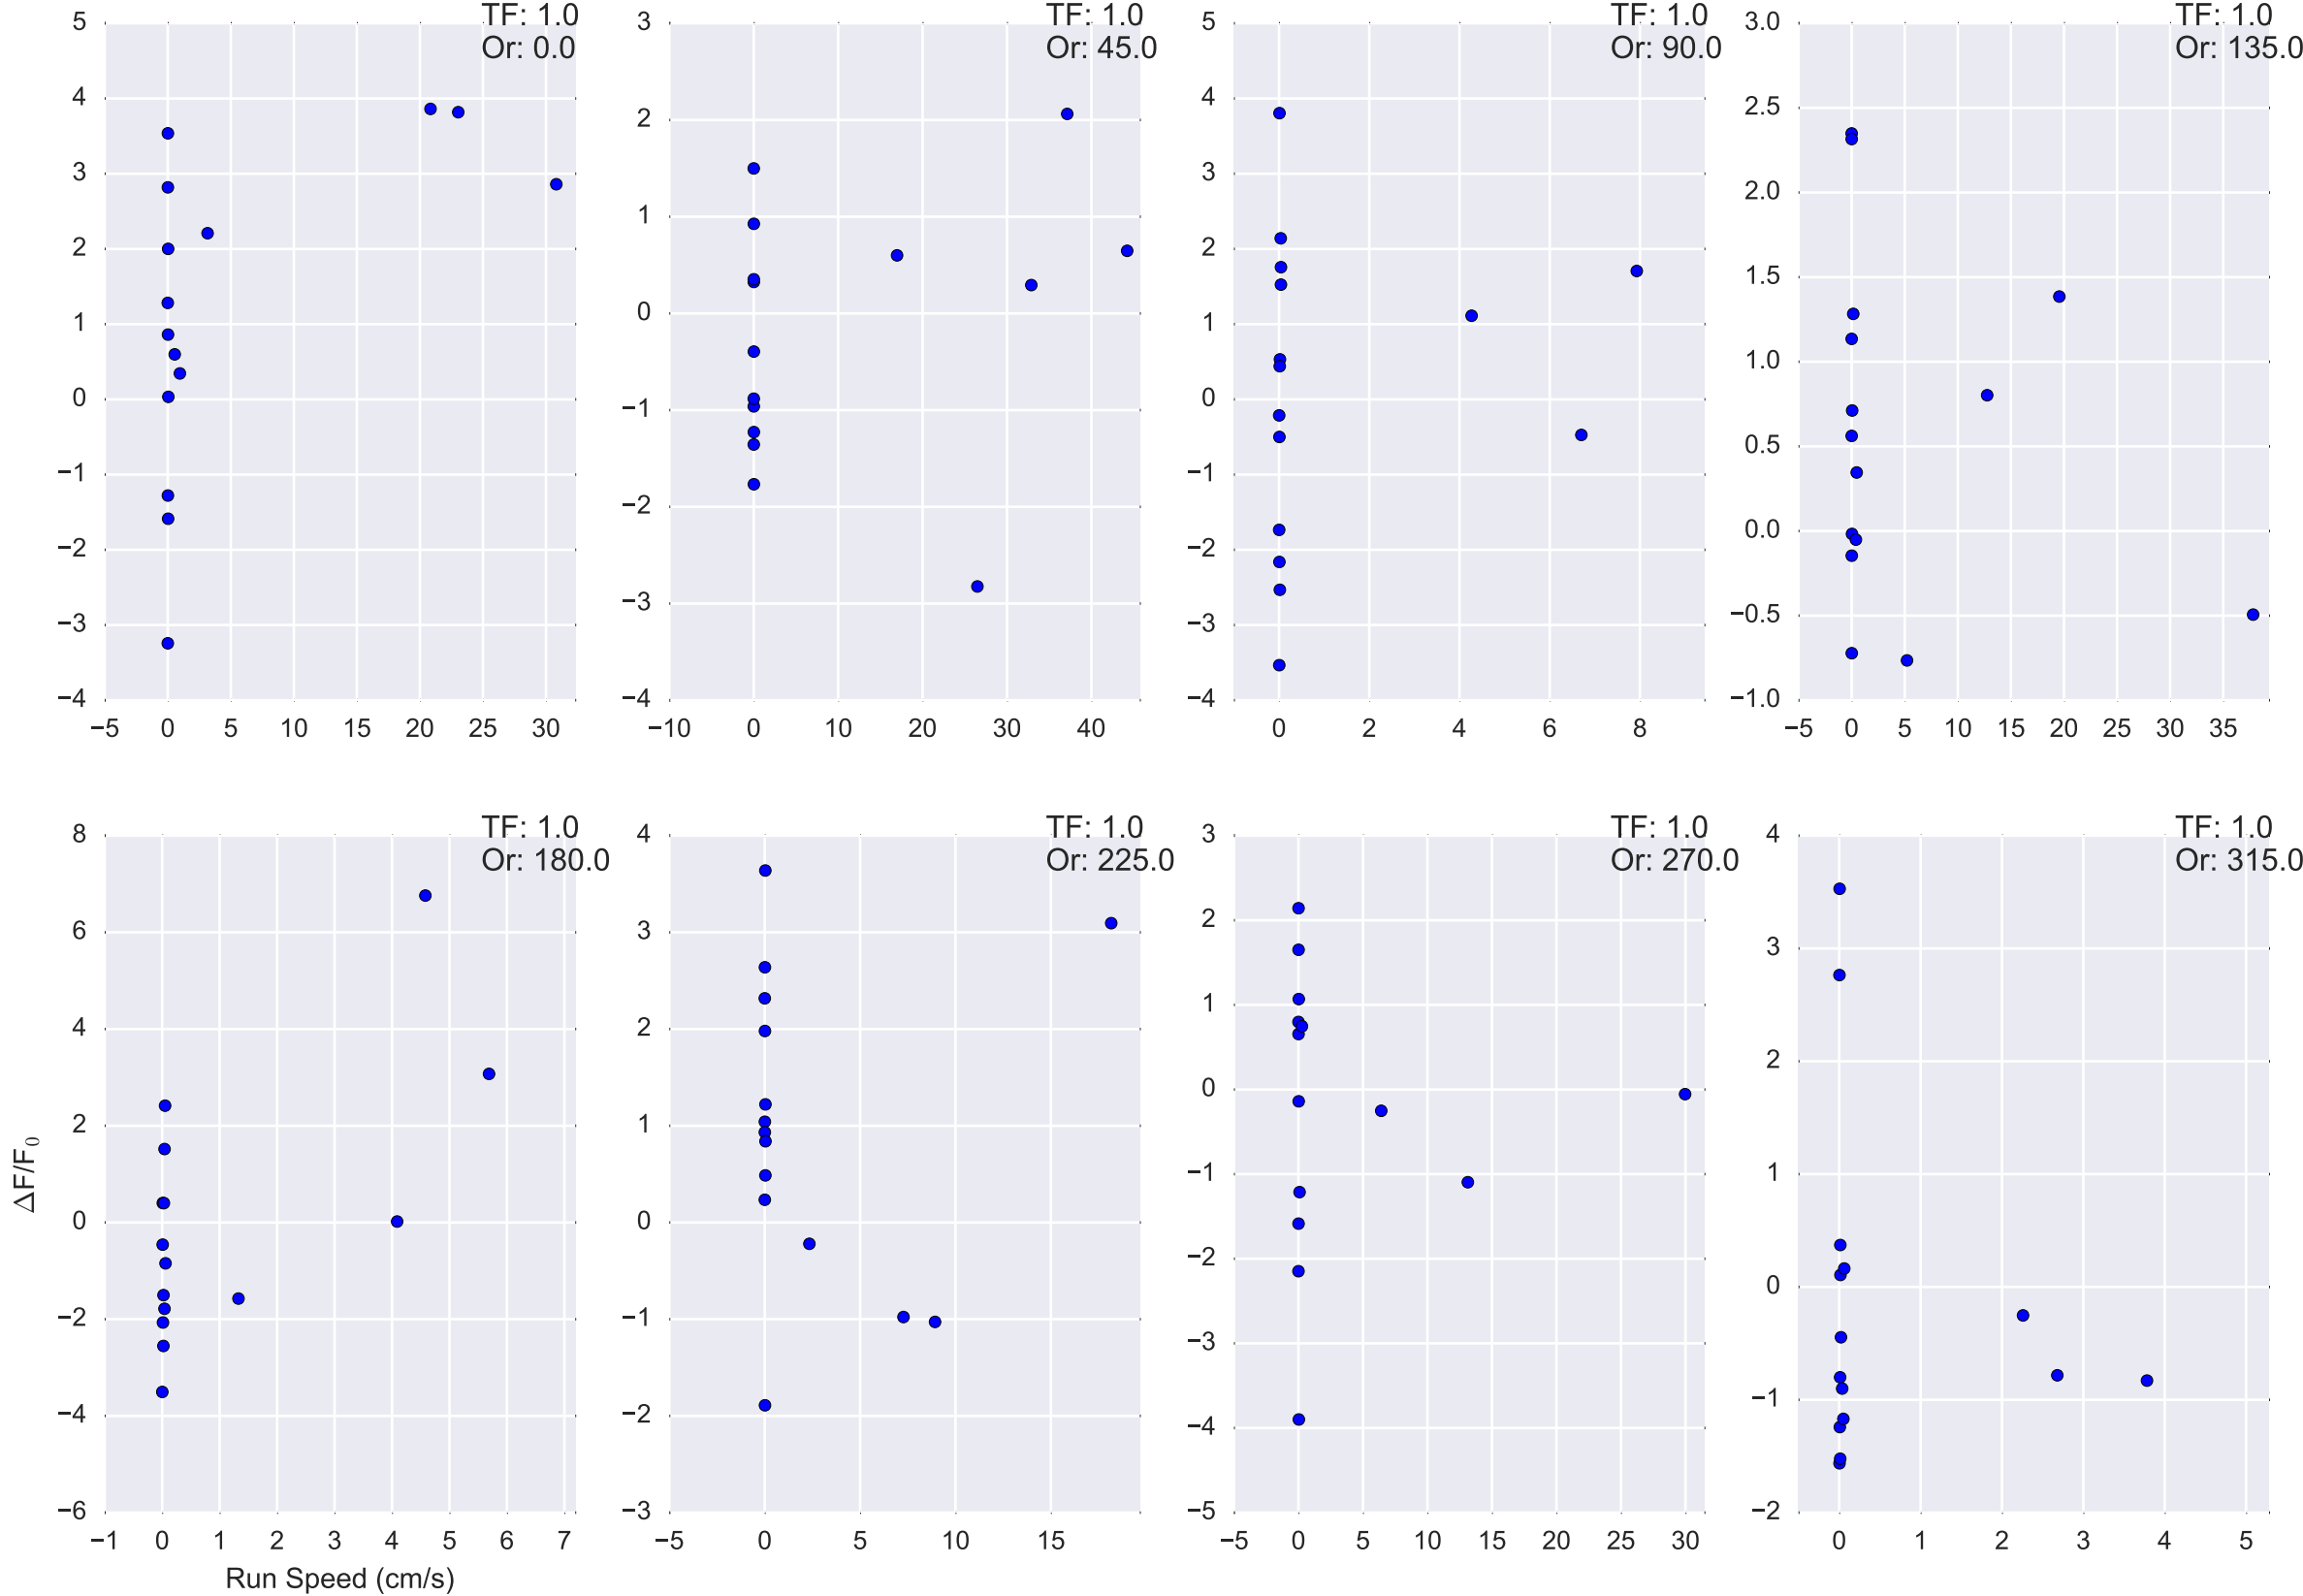 TF: 1.0
Or: 0.0
5
4
3
2
1
0
−1
−2
−3
−4
−5 0 5 10 15 20 25 30
TF: 1.0
Or: 45.0
3
2
1
0
−1
−2
−3
−4
−10 0 10 20 30 40
TF: 1.0
Or: 90.0
5
4
3
2
1
0
−1
−2
−3
−4
0 2 4 6 8
TF: 1.0
Or: 135.0
3.0
2.5
2.0
1.5
1.0
0.5
0.0
−0.5
−1.0
−5 0 5 10 15 20 25 30 35
TF: 1.0
Or: 180.0
8
6
4
2
0
−2
−4
−6
−1 0 1 2 3 4 5 6 7
Run Speed (cm/s)
ΔF/F₀
TF: 1.0
Or: 225.0
4
3
2
1
0
−1
−2
−3
−5 0 5 10 15
TF: 1.0
Or: 270.0
3
2
1
0
−1
−2
−3
−4
−5
−5 0 5 10 15 20 25 30
TF: 1.0
Or: 315.0
4
3
2
1
0
−1
−2
0 1 2 3 4 5